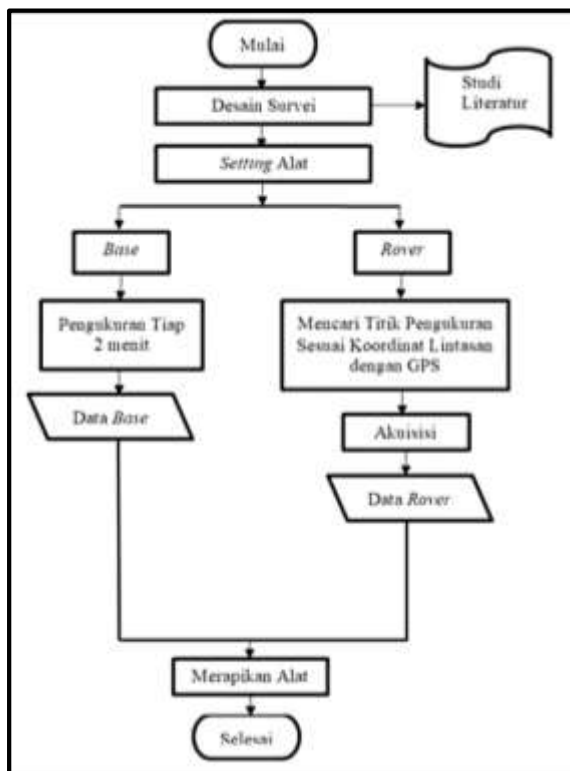 Mulai
Desain Survei
Studi
Literatur
Setting Alat
Base
Rover
Pengukuran Tiap
2 menit
Mencari Titik Pengukuran
Sesuai Koordinat Lintasan
dengan GPS
Data Base
Akuisisi
Data Rover
Merapikan Alat
Selesai